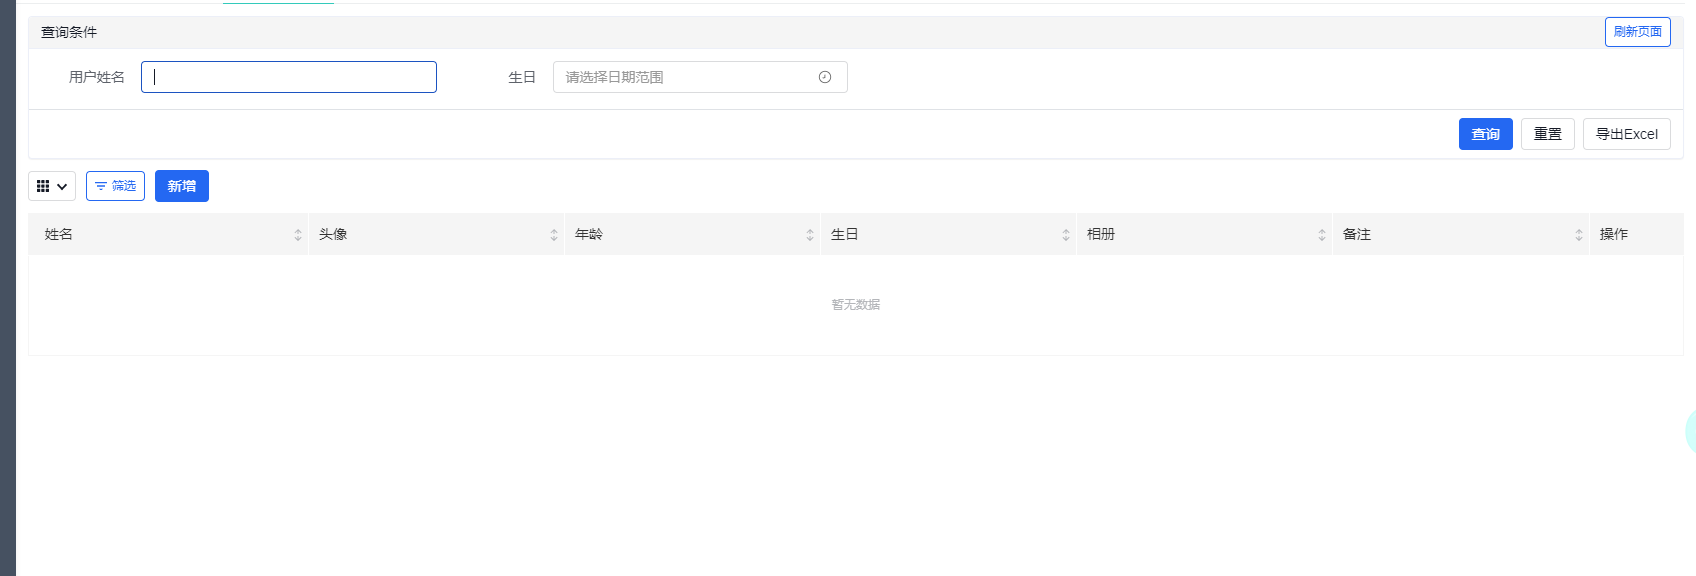 查询条件 刷新页面
用户姓名 生日 请选择日期范围
查询 重置 导出Excel
筛选 新增
姓名 头像 年龄 生日 相册 备注 操作
暂无数据